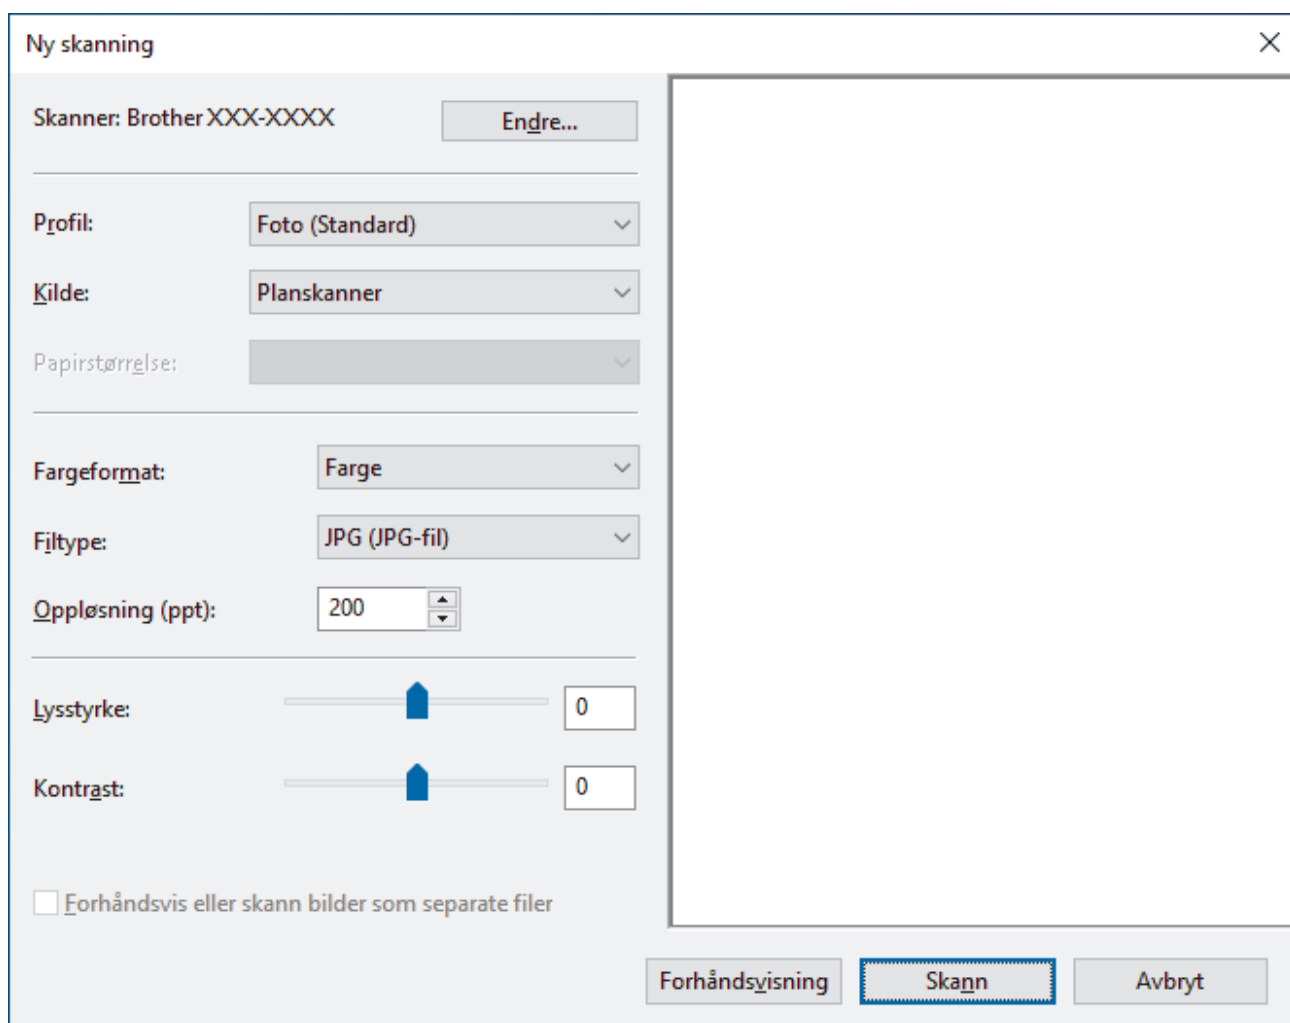 Ny skanning
Skanner: Brother XXX-XXXX
Endre...
Profil: Foto (Standard)
Kilde: Planskanner
Papirstørrelse:
Fargeformat: Farge
Filtype: JPG (JPG-fil)
Oppløsning (ppt): 200
Lysstyrke: 0
Kontrast: 0
Forhåndsvis eller skann bilder som separate filer
Forhåndsvisning Skann Avbryt